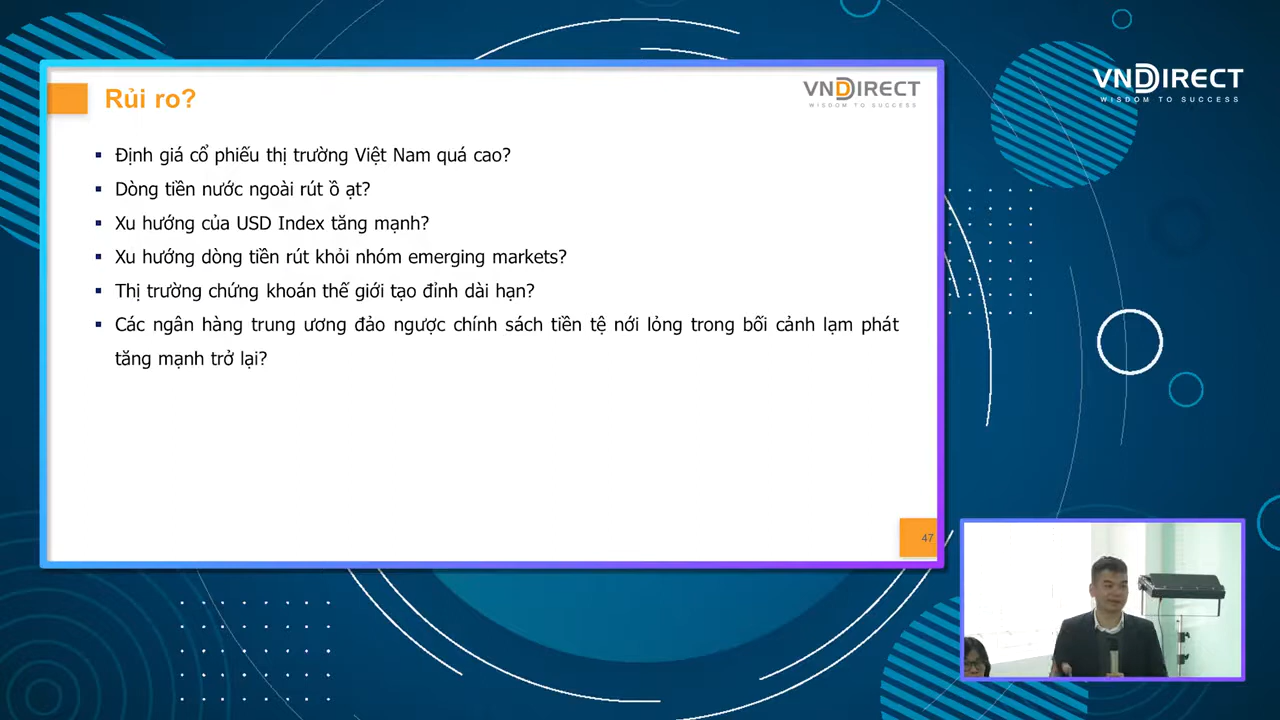 Rủi ro?
VNDIRECT
WISDOM TO SUCCESS
VNDIRECT
WISDOM TO SUCCESS
▪ Định giá cổ phiếu thị trường Việt Nam quá cao?
▪ Dòng tiền nước ngoài rút ồ ạt?
▪ Xu hướng của USD Index tăng mạnh?
▪ Xu hướng dòng tiền rút khỏi nhóm emerging markets?
▪ Thị trường chứng khoán thế giới tạo đỉnh dài hạn?
▪ Các ngân hàng trung ương đảo ngược chính sách tiền tệ nới lỏng trong bối cảnh lạm phát
tăng mạnh trở lại?
47